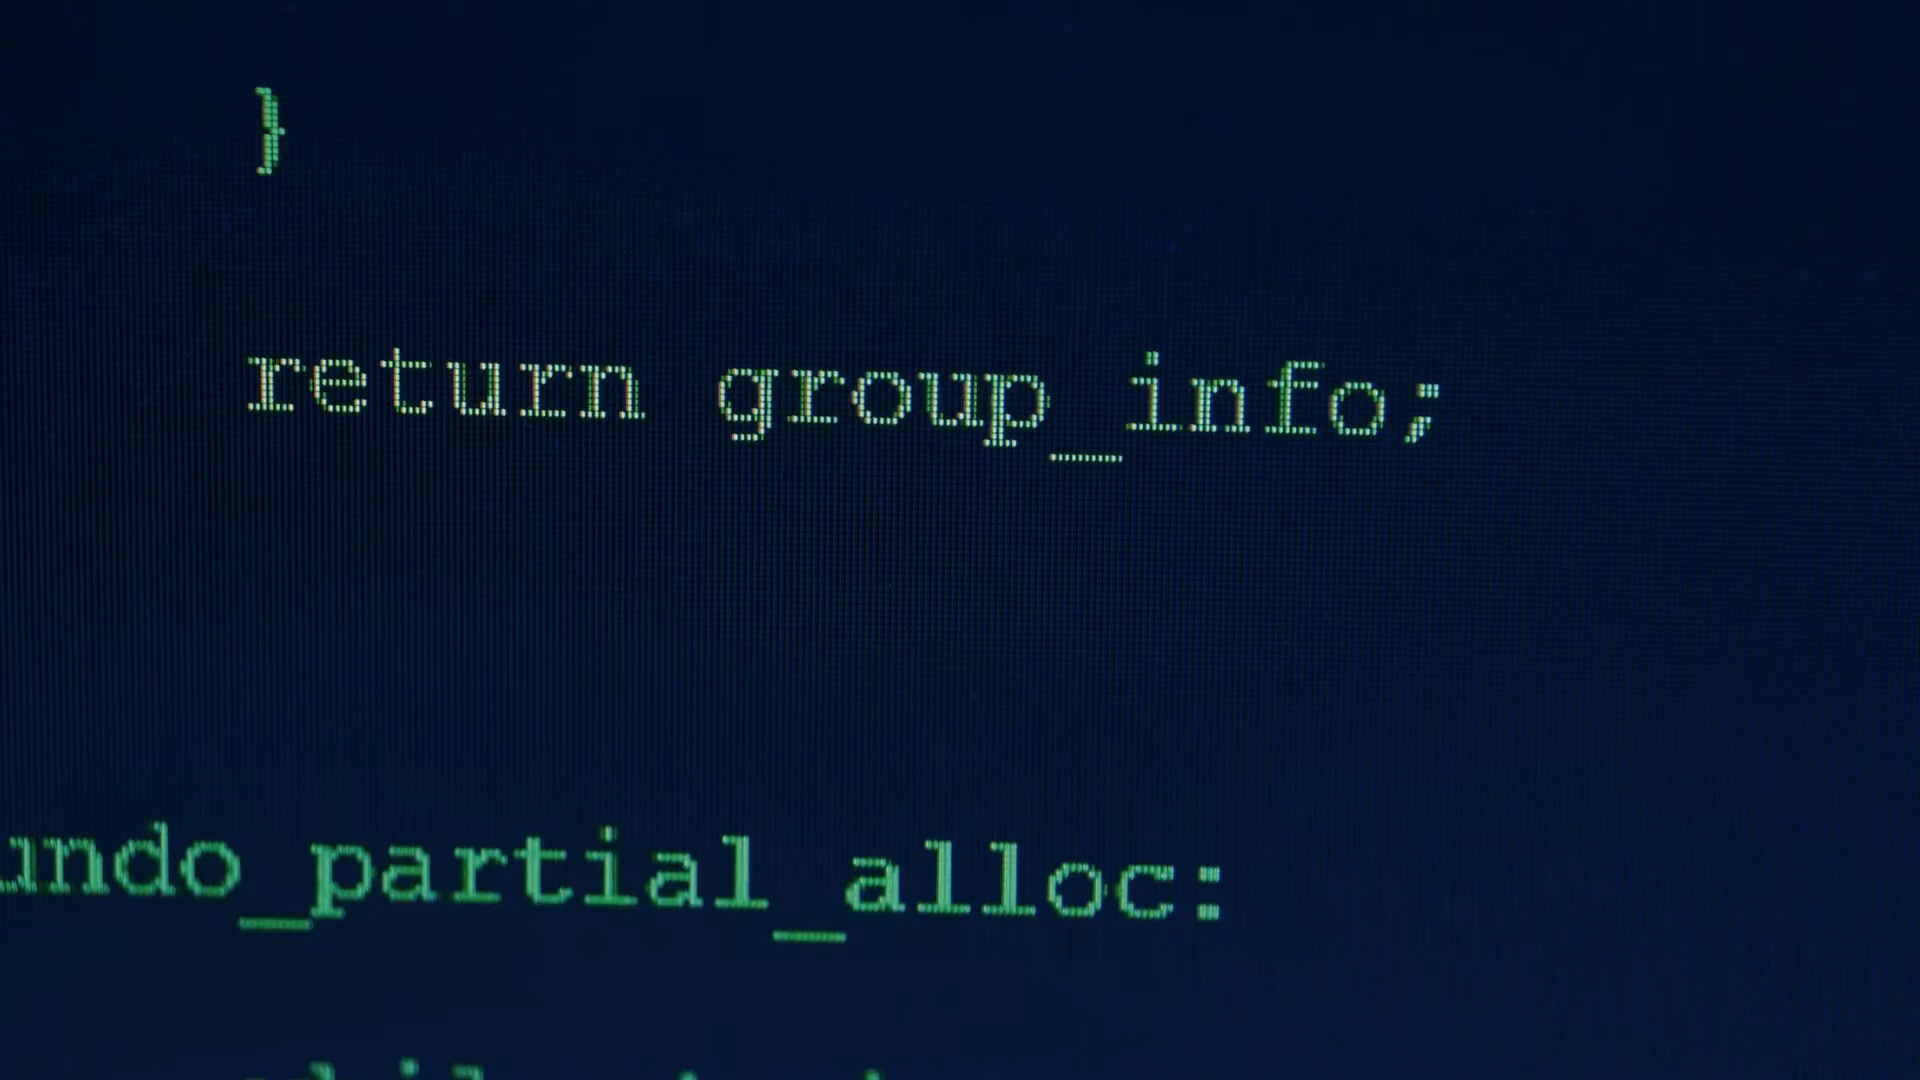 }
return group_info;
undo_partial_alloc: